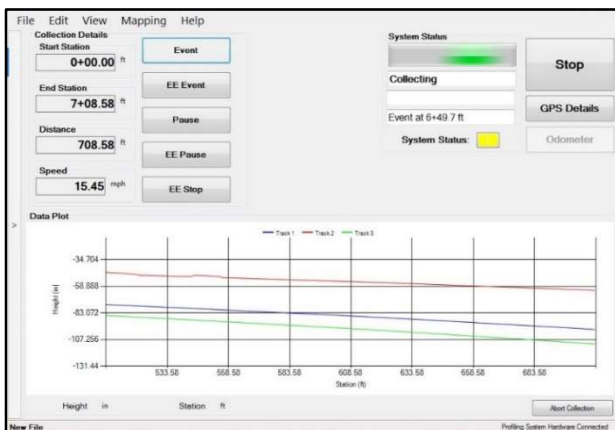 File Edit View Mapping Help
Collection Details
Start Station
0+00.00 ft
End Station
7+08.58 ft
Distance
708.58 ft
Speed
15.45 mph
Event
EE Event
Pause
EE Pause
EE Stop
System Status
Collecting
Event at 6+49.7 ft
System Status:
Stop
GPS Details
Odometer
>
Data Plot
Track 1 Track 2 Track 3
Height (in)
-34.704
-58.888
-83.072
-107.256
-131.44
533.58 558.58 583.58 608.58 633.58 658.58 683.58
Station (ft)
Height in Station ft
Abort Collection
New File
Profiling System Hardware Connected